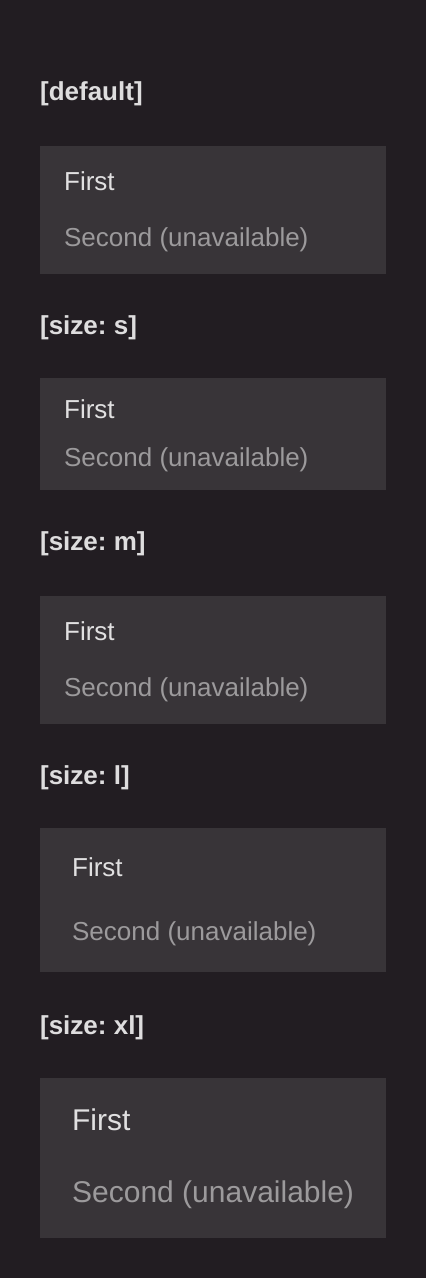 [default]
First
Second (unavailable)
[size: s]
First
Second (unavailable)
[size: m]
First
Second (unavailable)
[size: l]
First
Second (unavailable)
[size: xl]
First
Second (unavailable)